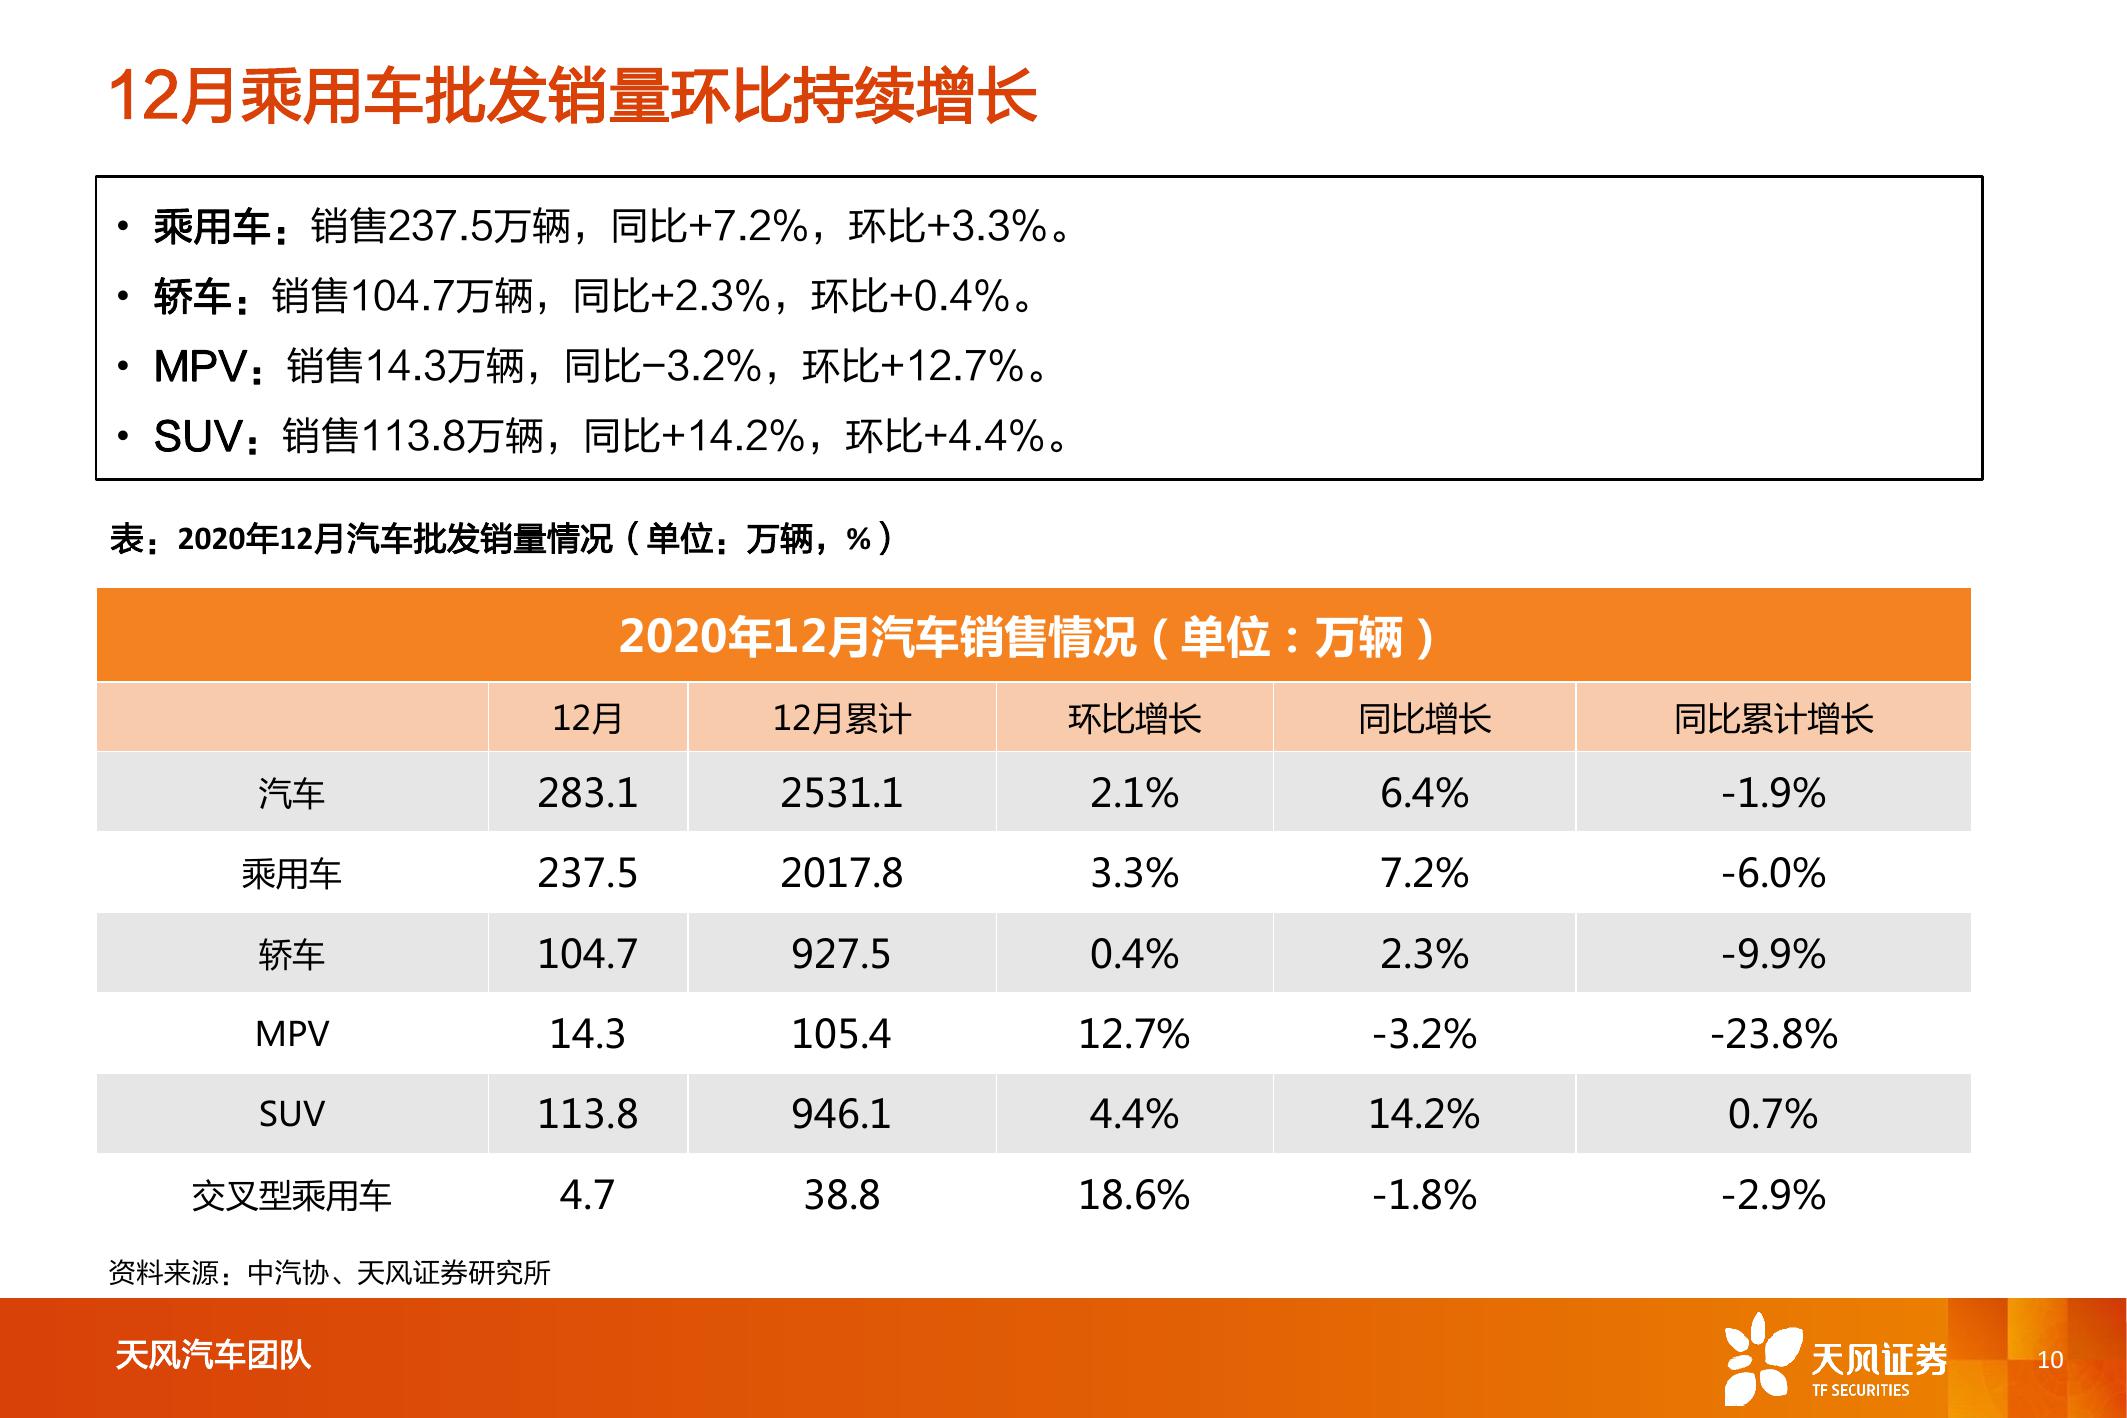 12月乘用车批发销量环比持续增长
• 乘用车：销售237.5万辆，同比+7.2%，环比+3.3%。
• 轿车：销售104.7万辆，同比+2.3%，环比+0.4%。
• MPV：销售14.3万辆，同比-3.2%，环比+12.7%。
• SUV：销售113.8万辆，同比+14.2%，环比+4.4%。
表：2020年12月汽车批发销量情况（单位：万辆，%）
2020年12月汽车销售情况（单位：万辆）
12月 12月累计 环比增长 同比增长 同比累计增长
汽车 283.1 2531.1 2.1% 6.4% -1.9%
乘用车 237.5 2017.8 3.3% 7.2% -6.0%
轿车 104.7 927.5 0.4% 2.3% -9.9%
MPV 14.3 105.4 12.7% -3.2% -23.8%
SUV 113.8 946.1 4.4% 14.2% 0.7%
交叉型乘用车 4.7 38.8 18.6% -1.8% -2.9%
资料来源：中汽协、天风证券研究所
天风汽车团队
天风证券
TF SECURITIES
10